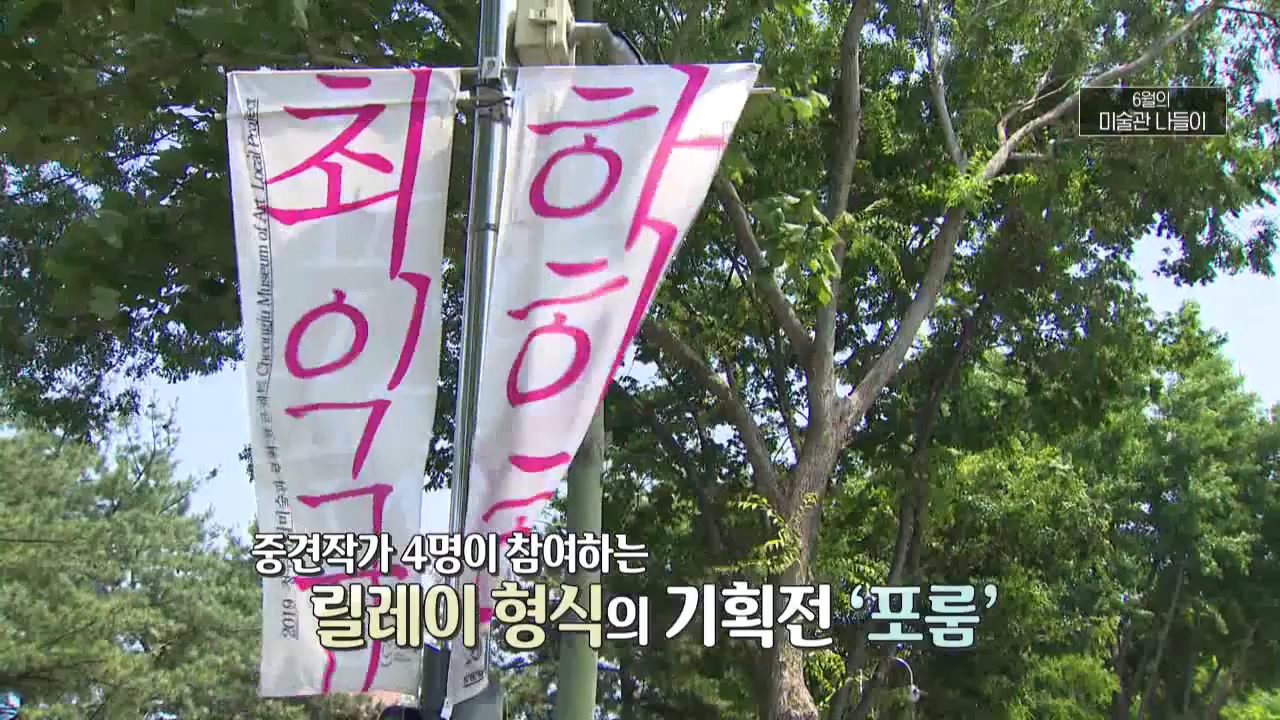 6월의
미술관 나들이
최익규
Cheongju Museum of Art Local Project
2019
하하
중견작가 4명이 참여하는
릴레이 형식의 기획전 ‘포룸’